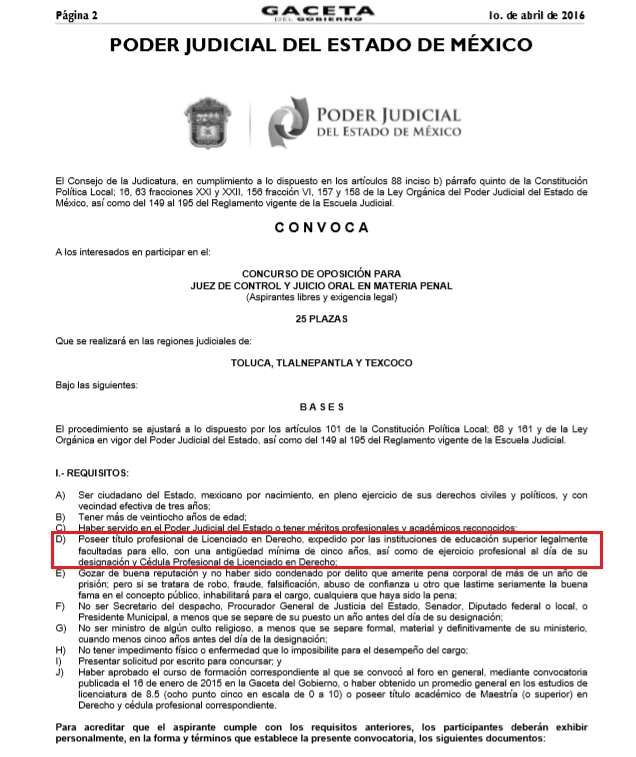 Página 2
GACETA
DEL GOBIERNO
1o. de abril de 2016
PODER JUDICIAL DEL ESTADO DE MÉXICO
PODER JUDICIAL
DEL ESTADO DE MÉXICO
El Consejo de la Judicatura, en cumplimiento a lo dispuesto en los artículos 88 inciso b) párrafo quinto de la Constitución
Política Local; 16, 63 fracciones XXI y XXII, 156 fracción VI, 157 y 158 de la Ley Orgánica del Poder Judicial del Estado de
México, así como del 149 al 195 del Reglamento vigente de la Escuela Judicial.
C O N V O C A
A los interesados en participar en el:
CONCURSO DE OPOSICIÓN PARA
JUEZ DE CONTROL Y JUICIO ORAL EN MATERIA PENAL
(Aspirantes libres y exigencia legal)
25 PLAZAS
Que se realizará en las regiones judiciales de:
TOLUCA, TLALNEPANTLA Y TEXCOCO
Bajo las siguientes:
B A S E S
El procedimiento se ajustará a lo dispuesto por los artículos 101 de la Constitución Política Local; 68 y 161 y de la Ley
Orgánica en vigor del Poder Judicial del Estado, así como del 149 al 195 del Reglamento vigente de la Escuela Judicial.
I.- REQUISITOS:
A) Ser ciudadano del Estado, mexicano por nacimiento, en pleno ejercicio de sus derechos civiles y políticos, y con
vecindad efectiva de tres años;
B) Tener más de veintiocho años de edad;
C) Haber servido en el Poder Judicial del Estado o tener méritos profesionales y académicos reconocidos;
D) Poseer título profesional de Licenciado en Derecho, expedido por las instituciones de educación superior legalmente
facultadas para ello, con una antigüedad mínima de cinco años, así como de ejercicio profesional al día de su
designación y Cédula Profesional de Licenciado en Derecho;
E) Gozar de buena reputación y no haber sido condenado por delito que amerite pena corporal de más de un año de
prisión; pero si se tratara de robo, fraude, falsificación, abuso de confianza u otro que lastime seriamente la buena
fama en el concepto público, inhabilitará para el cargo, cualquiera que haya sido la pena;
F) No ser Secretario del despacho, Procurador General de Justicia del Estado, Senador, Diputado federal o local, o
Presidente Municipal, a menos que se separe de su puesto un año antes del día de su designación;
G) No ser ministro de algún culto religioso, a menos que se separe formal, material y definitivamente de su ministerio,
cuando menos cinco años antes del día de la designación;
H) No tener impedimento físico o enfermedad que lo imposibilite para el desempeño del cargo;
I) Presentar solicitud por escrito para concursar; y
J) Haber aprobado el curso de formación correspondiente al que se convocó al foro en general, mediante convocatoria
publicada el 16 de enero de 2015 en la Gaceta del Gobierno, o haber obtenido un promedio general en los estudios de
licenciatura de 8.5 (ocho punto cinco en escala de 0 a 10) o poseer título académico de Maestría (o superior) en
Derecho y cédula profesional correspondiente.
Para acreditar que el aspirante cumple con los requisitos anteriores, los participantes deberán exhibir
personalmente, en la forma y términos que establece la presente convocatoria, los siguientes documentos: